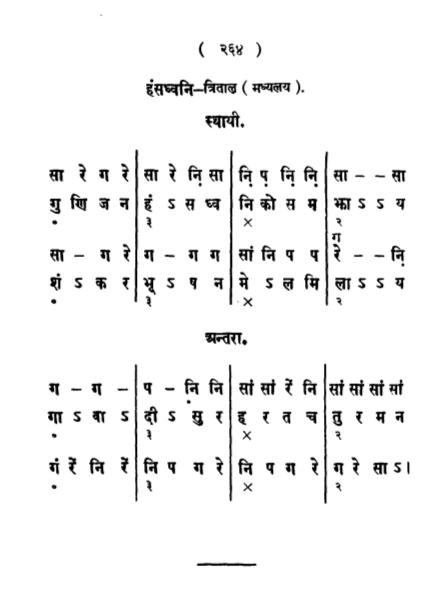 ( २६४ )
हंसध्वनि–त्रिताल ( मध्यलय ).
स्थायी.
सा रे ग रे | सा रे नि़ सा | नि़ प़ नि़ नि़ | सा – – सा
गु णि ज न | हं ऽ स ध्व | नि को स म | झा ऽ ऽ य
• ३ × २
ग
सा – ग रे | ग – ग ग | सां नि प प | रे – – नि़
शं ऽ क र | भू ऽ ष न | मे ऽ ल मि | ला ऽ ऽ य
• ३ × २
अन्तरा.
ग – ग – | प – नि नि | सां सां रें नि | सां सां सां सां
गा ऽ वा ऽ | दी ऽ सु र | ह र त च | तु र म न
• ३ × २
गं रें नि रें | नि प ग रे | नि प ग रे | ग रे सा ऽ।
• ३ × २